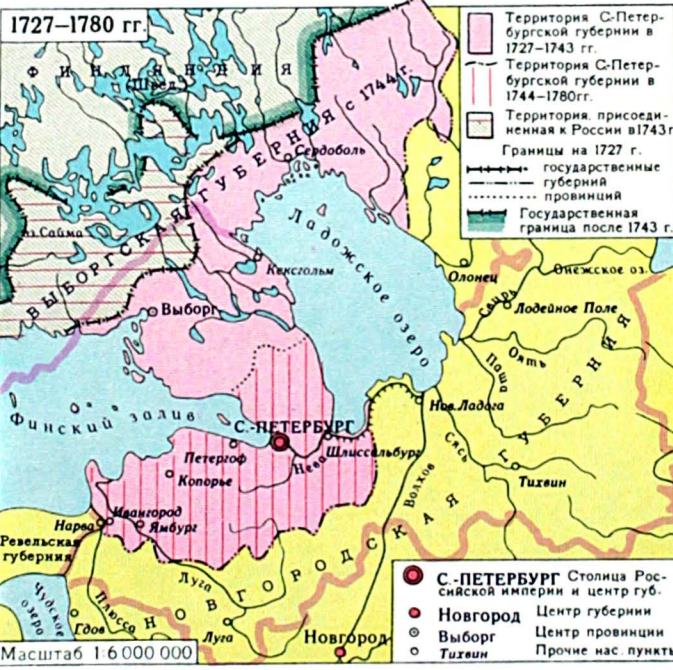 1727–1780 гг.
Территория С.-Петер-
бургской губернии в
1727–1743 гг.
Территория С-Петер-
бургской губернии в
1744–1780гг.
Территория, присоеди-
ненная к России в1743г
Границы на 1727 г.
государственные
губерний
провинций
Государственная
граница после 1743 г.
ФИНЛЯНДИЯ
(Швед.)
ВЫБОРГСКАЯ ГУБЕРНИЯ с 1744 г.
Сердоболь
оз.Сайма
Ладожское озеро
Кексгольм
Выборг
Олонец
Онежское оз.
Свирь
Лодейное Поле
Оять
Паша
Финский залив
С.-ПЕТЕРБУРГ
Нов.Ладога
Петергоф
Нева
Шлиссельбург
Сясь
Копорье
Волхов
Тихвин
Ивангород
Нарва
Ямбург
Ревельская
губерния
НОВГОРОДСКАЯ ГУБЕРНИЯ
Луга
Чудское
озеро
Плюсса
Гдов
Луга
Новгород
Масштаб 1:6 000 000
С.-ПЕТЕРБУРГ Столица Рос-
сийской империи и центр губ.
Новгород Центр губернии
Выборг Центр провинции
Тихвин Прочие нас. пункты